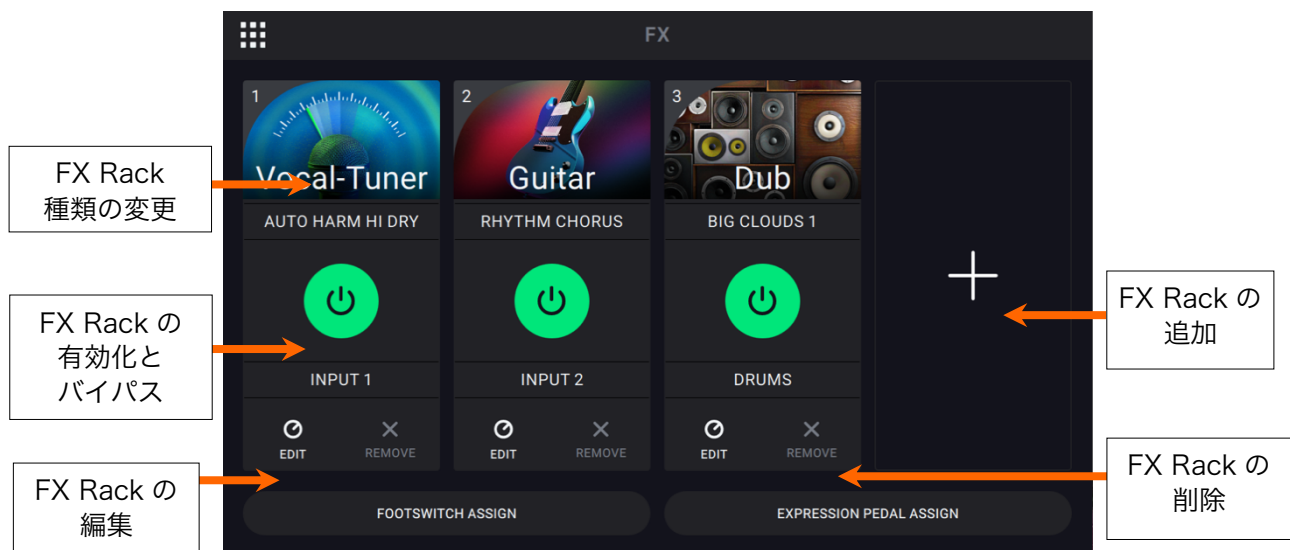 FX
1
Vocal-Tuner
AUTO HARM HI DRY
INPUT 1
EDIT
REMOVE
2
Guitar
RHYTHM CHORUS
INPUT 2
EDIT
REMOVE
3
Dub
BIG CLOUDS 1
DRUMS
EDIT
REMOVE
FOOTSWITCH ASSIGN
EXPRESSION PEDAL ASSIGN
FX Rack
種類の変更
FX Rack の
有効化と
バイパス
FX Rack の
編集
FX Rack の
追加
FX Rack の
削除